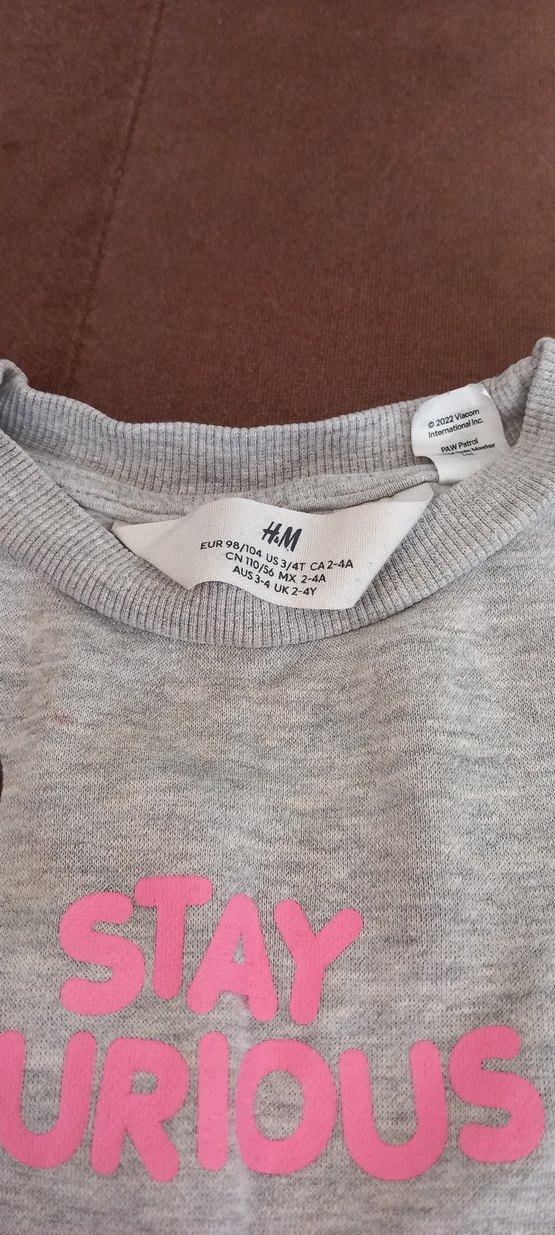 © 2022 Viacom
International Inc.
PAW Patrol
Master
H&M
EUR 98/104 US 3/4T CA 2-4A
CN 110/56 MX 2-4A
AUS 3-4 UK 2-4Y
STAY
URIOUS